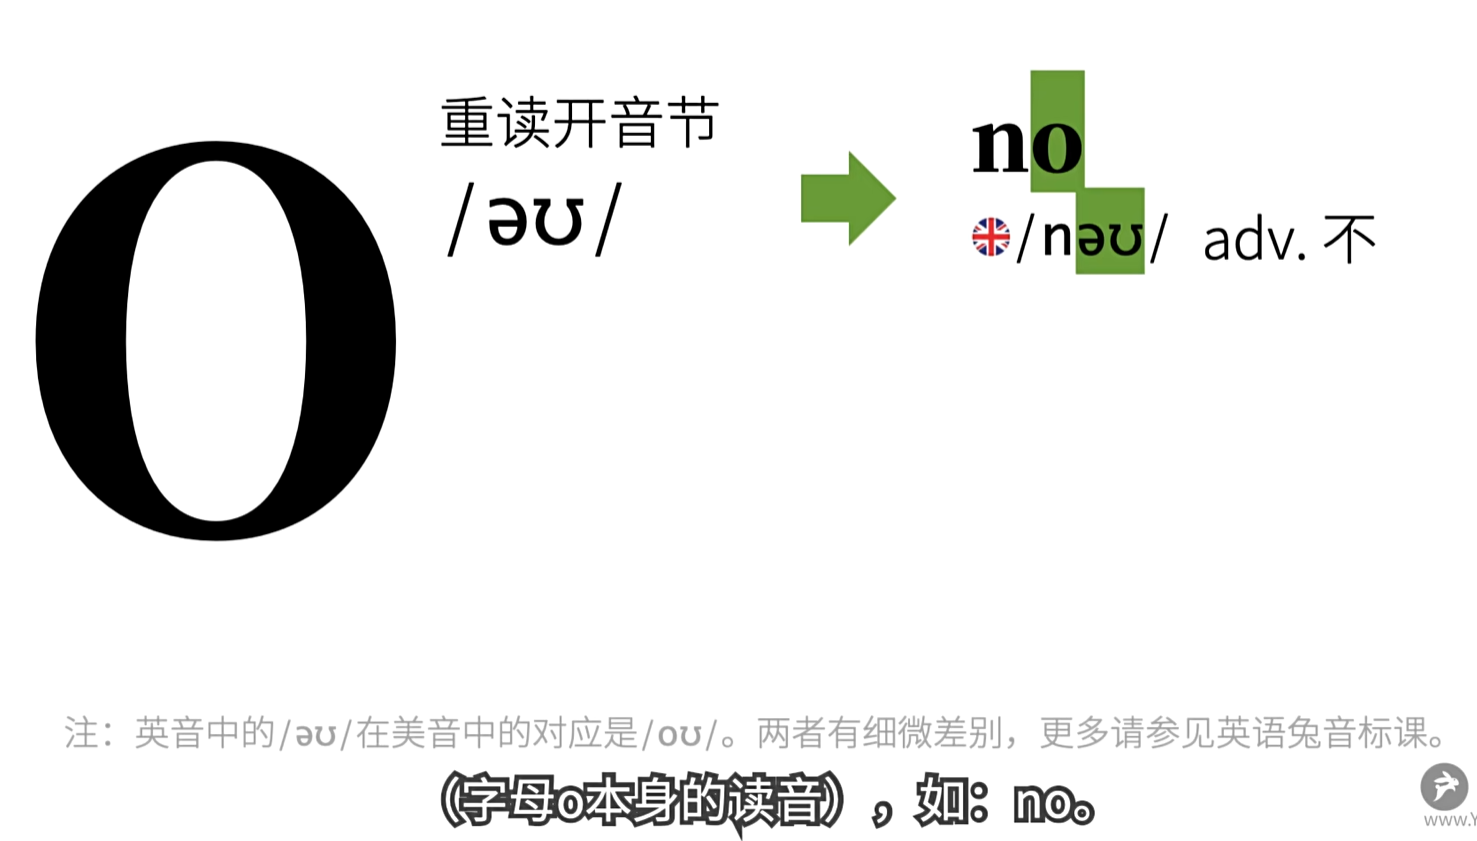 O
重读开音节
/əʊ/
no
/nəʊ/ adv. 不
注：英音中的/əʊ/在美音中的对应是/oʊ/。两者有细微差别，更多请参见英语兔音标课。
（字母o本身的读音），如：no。
www.Y